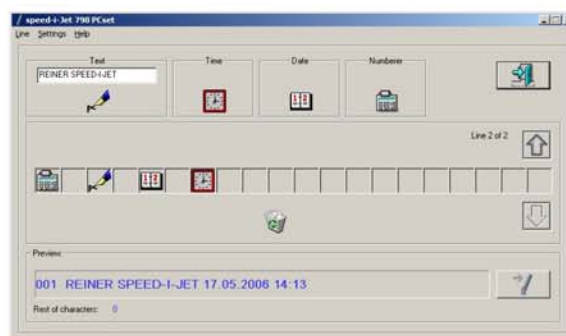 speed-i-Jet 798 PCset
Line Settings Help
Text Time Date Numberer
REINER SPEED-I-JET
Line 2 of 2
Preview:
001 REINER SPEED-I-JET 17.05.2006 14:13
Rest of characters: 0